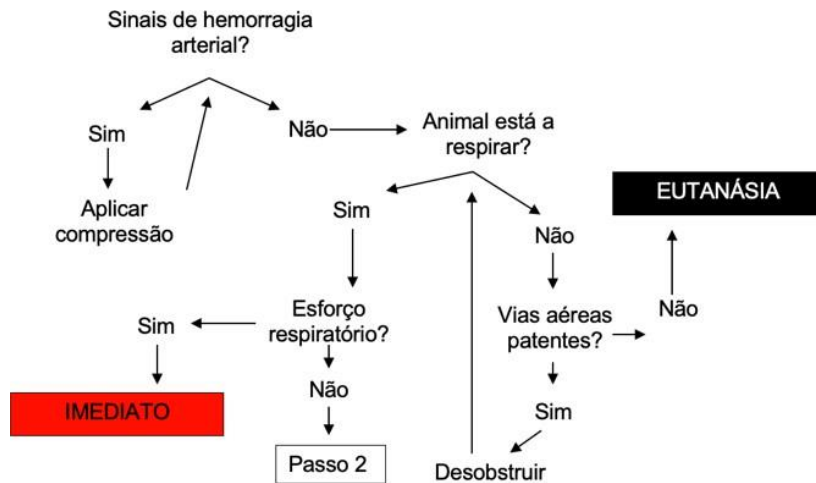 Sinais de hemorragia
arterial?
Sim
Não
Animal está a
respirar?
Aplicar
compressão
Sim
Não
EUTANÁSIA
Esforço
respiratório?
Sim
Não
Vias aéreas
patentes?
Não
IMEDIATO
Passo 2
Sim
Desobstruir